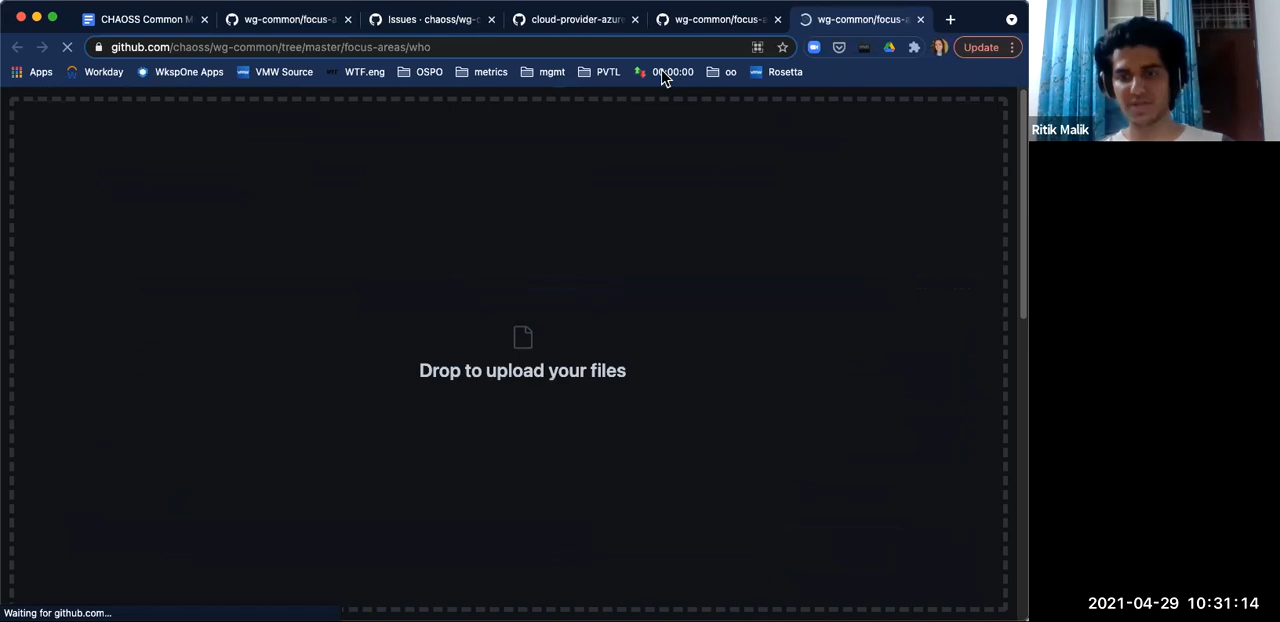 CHAOSS Common M
wg-common/focus-a
Issues · chaoss/wg-c
cloud-provider-azure
wg-common/focus-a
wg-common/focus-a
github.com/chaoss/wg-common/tree/master/focus-areas/who
Update
Apps
Workday
WkspOne Apps
VMW Source
WTF.eng
OSPO
metrics
mgmt
PVTL
00:00:00
oo
Rosetta
Ritik Malik
Drop to upload your files
Waiting for github.com...
2021-04-29 10:31:14